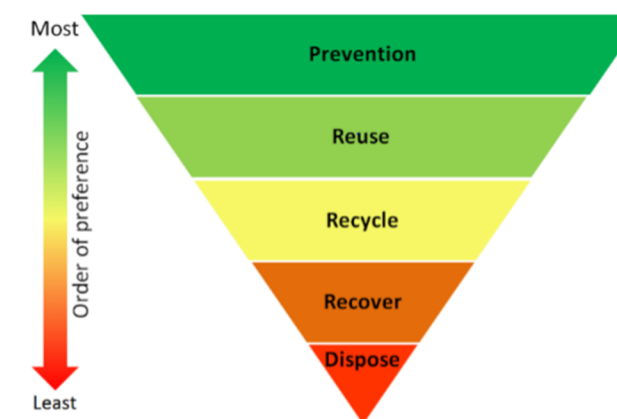 Most
Prevention
Reuse
Order of preference
Recycle
Recover
Dispose
Least